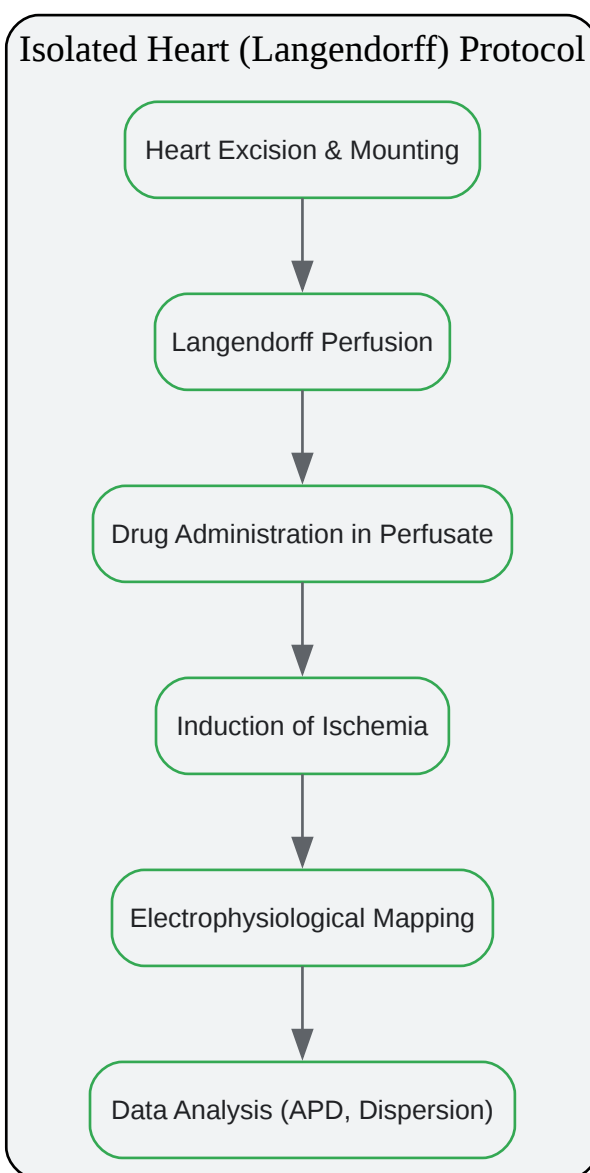 Isolated Heart (Langendorff) Protocol
Heart Excision & Mounting
Langendorff Perfusion
Drug Administration in Perfusate
Induction of Ischemia
Electrophysiological Mapping
Data Analysis (APD, Dispersion)